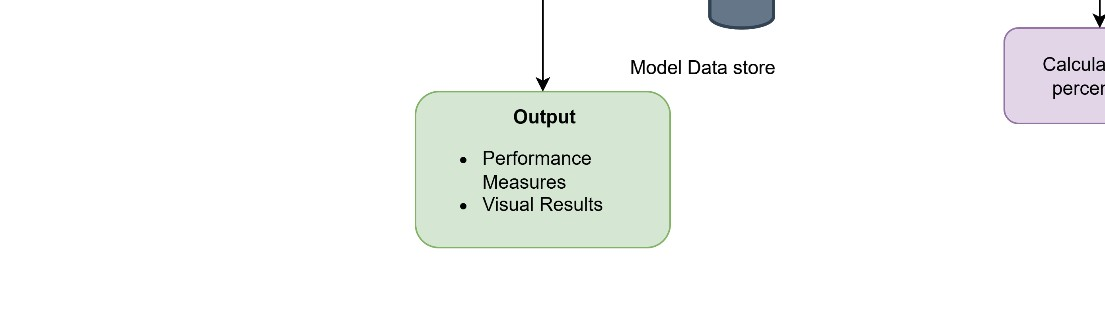 Model Data store
Output
Performance
Measures
Visual Results